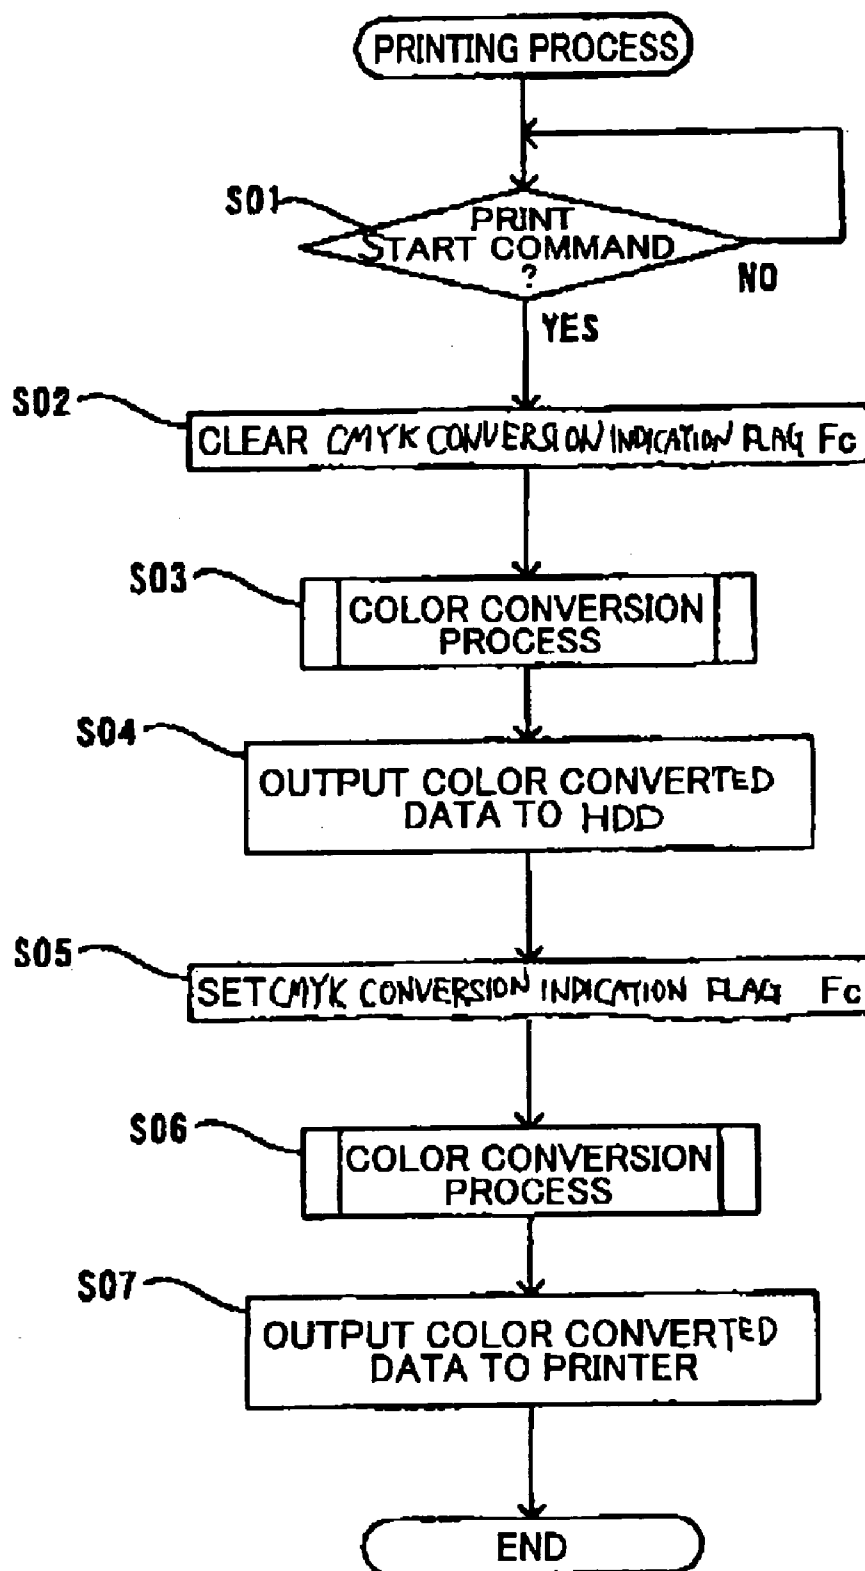 PRINTING PROCESS
S01
PRINT
START COMMAND
?
NO
YES
S02
CLEAR CMYK CONVERSION INDICATION FLAG Fc
S03
COLOR CONVERSION
PROCESS
S04
OUTPUT COLOR CONVERTED
DATA TO HDD
S05
SET CMYK CONVERSION INDICATION FLAG Fc
S06
COLOR CONVERSION
PROCESS
S07
OUTPUT COLOR CONVERTED
DATA TO PRINTER
END